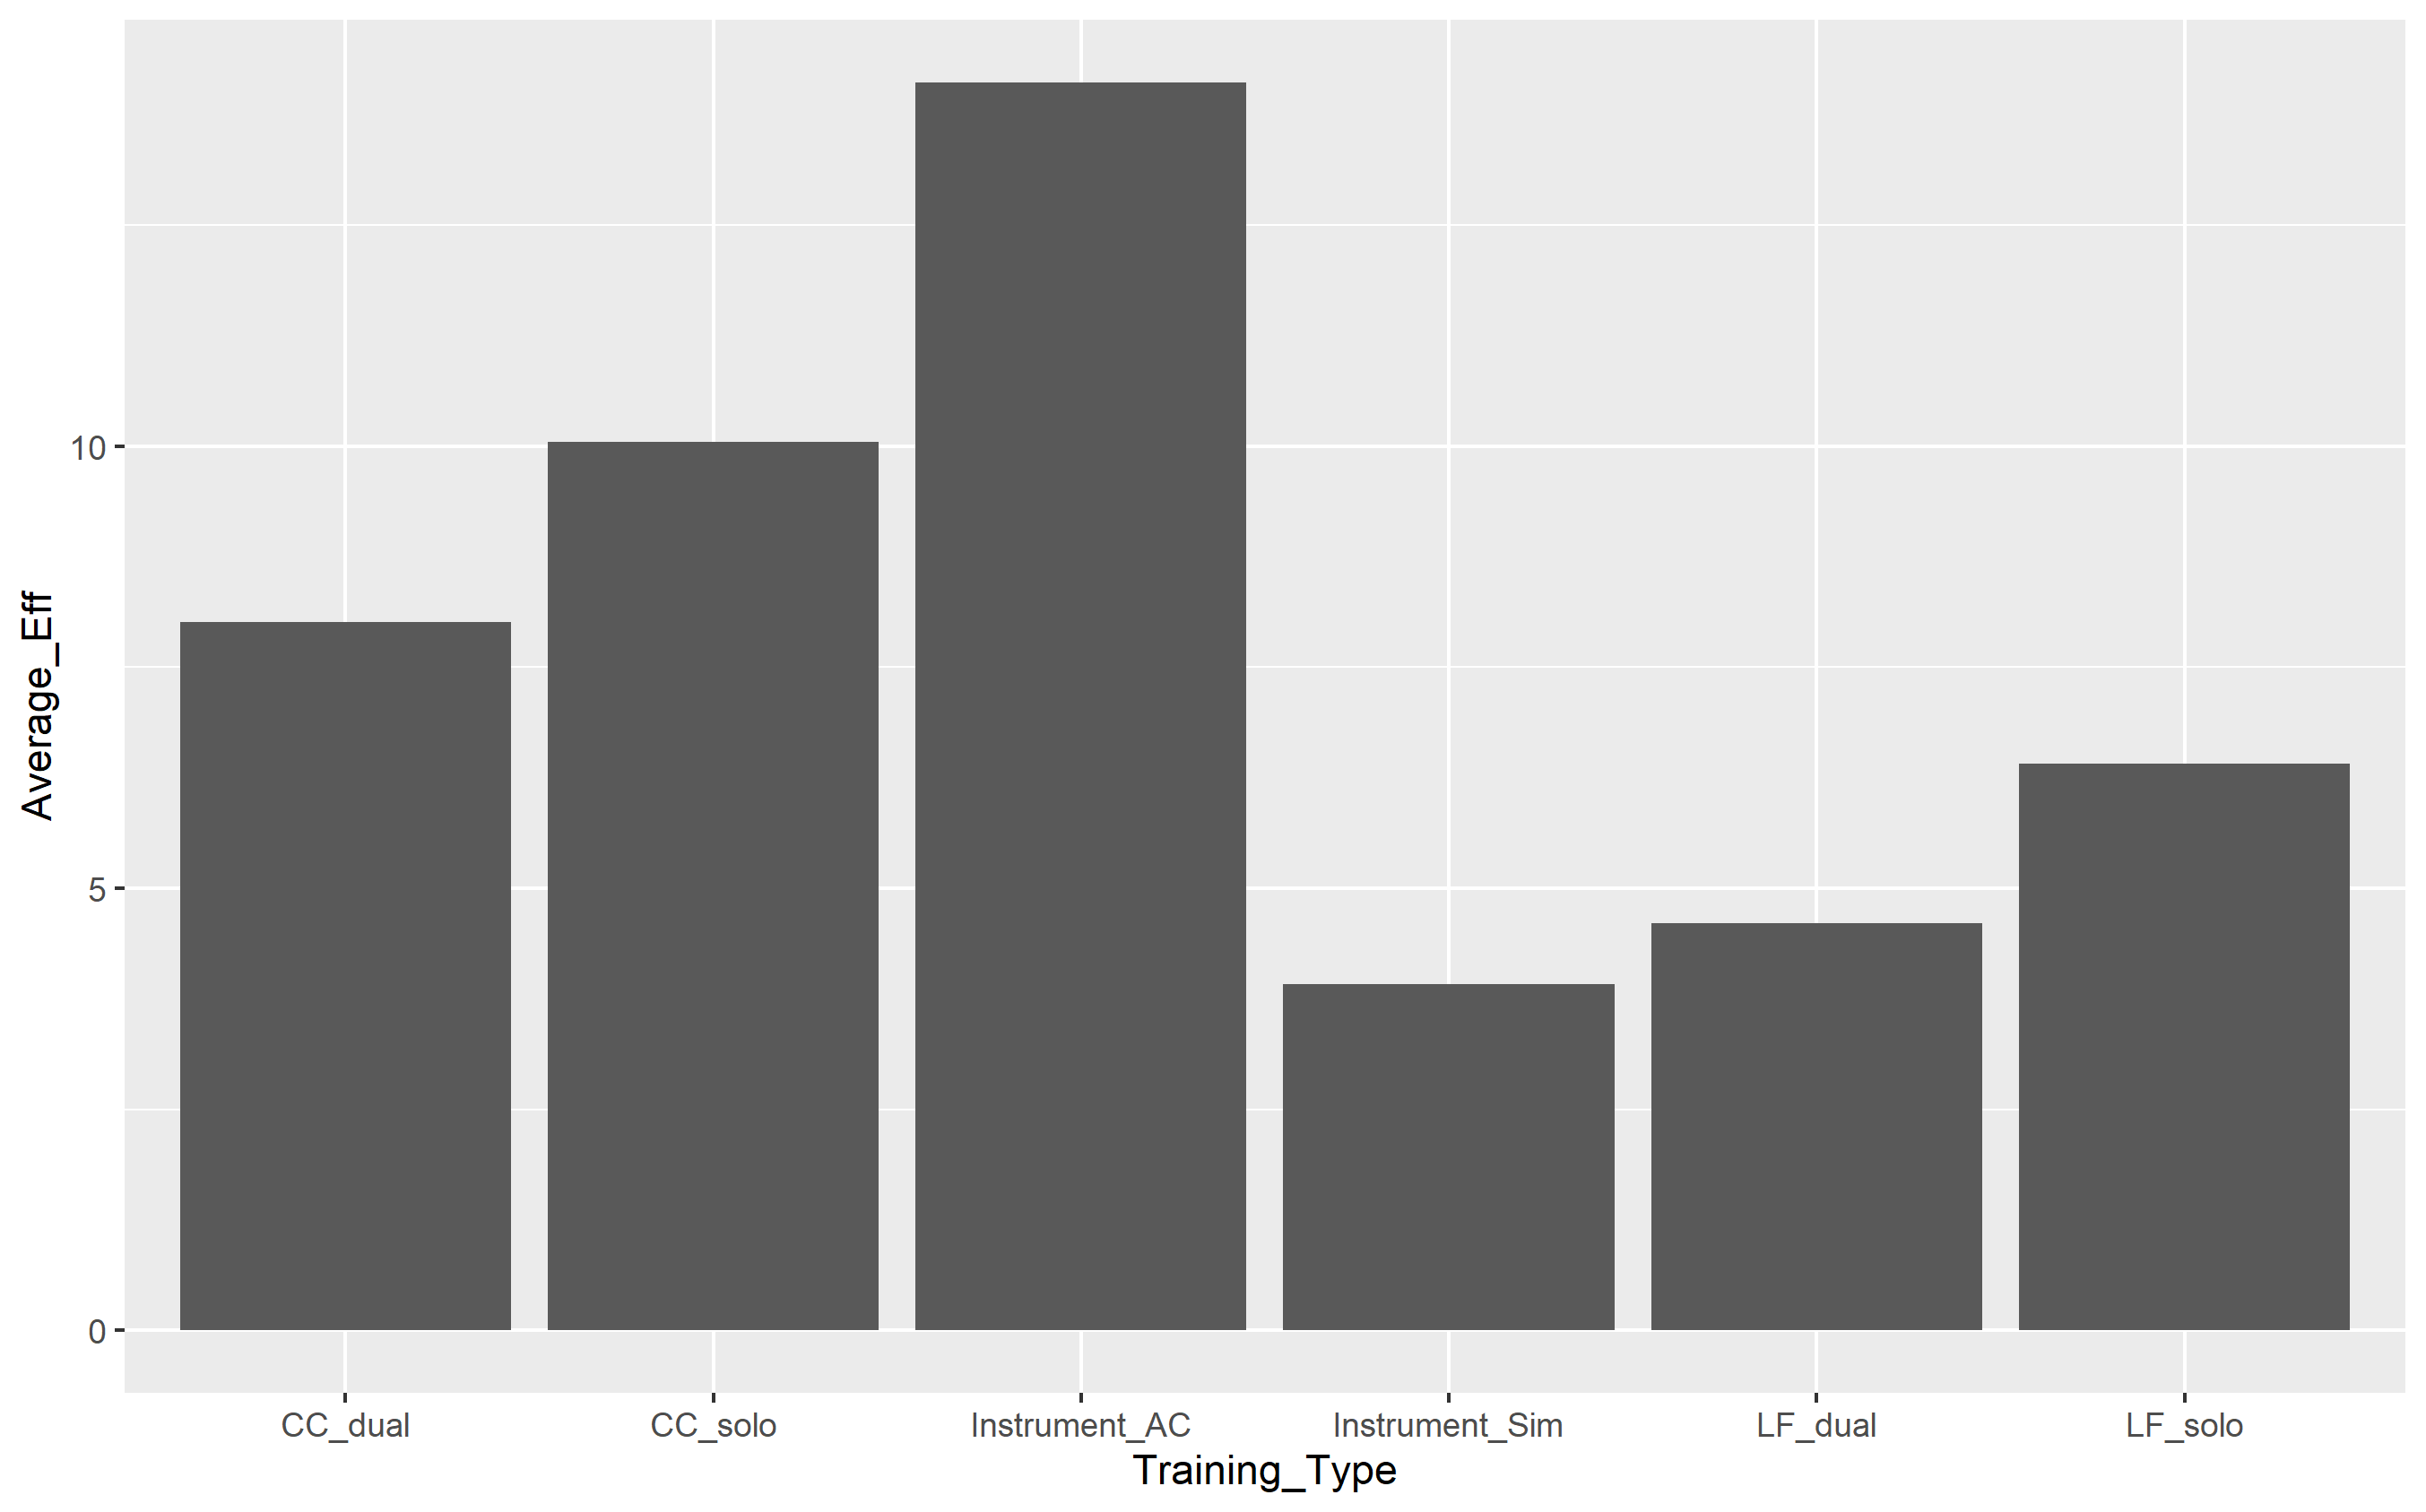 Average_Eff
10
5
0
CC_dual
CC_solo
Instrument_AC
Instrument_Sim
LF_dual
LF_solo
Training_Type